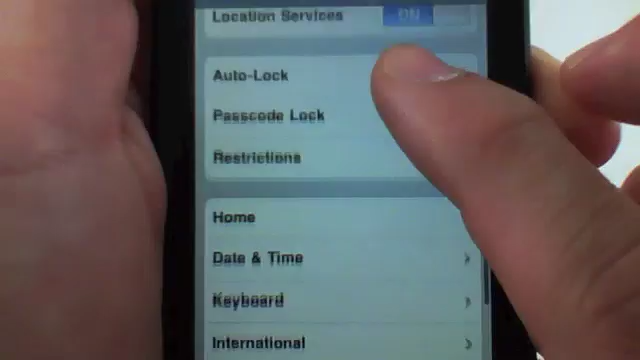 Location Services ON
Auto-Lock
Passcode Lock
Restrictions
Home
Date & Time
Keyboard
International